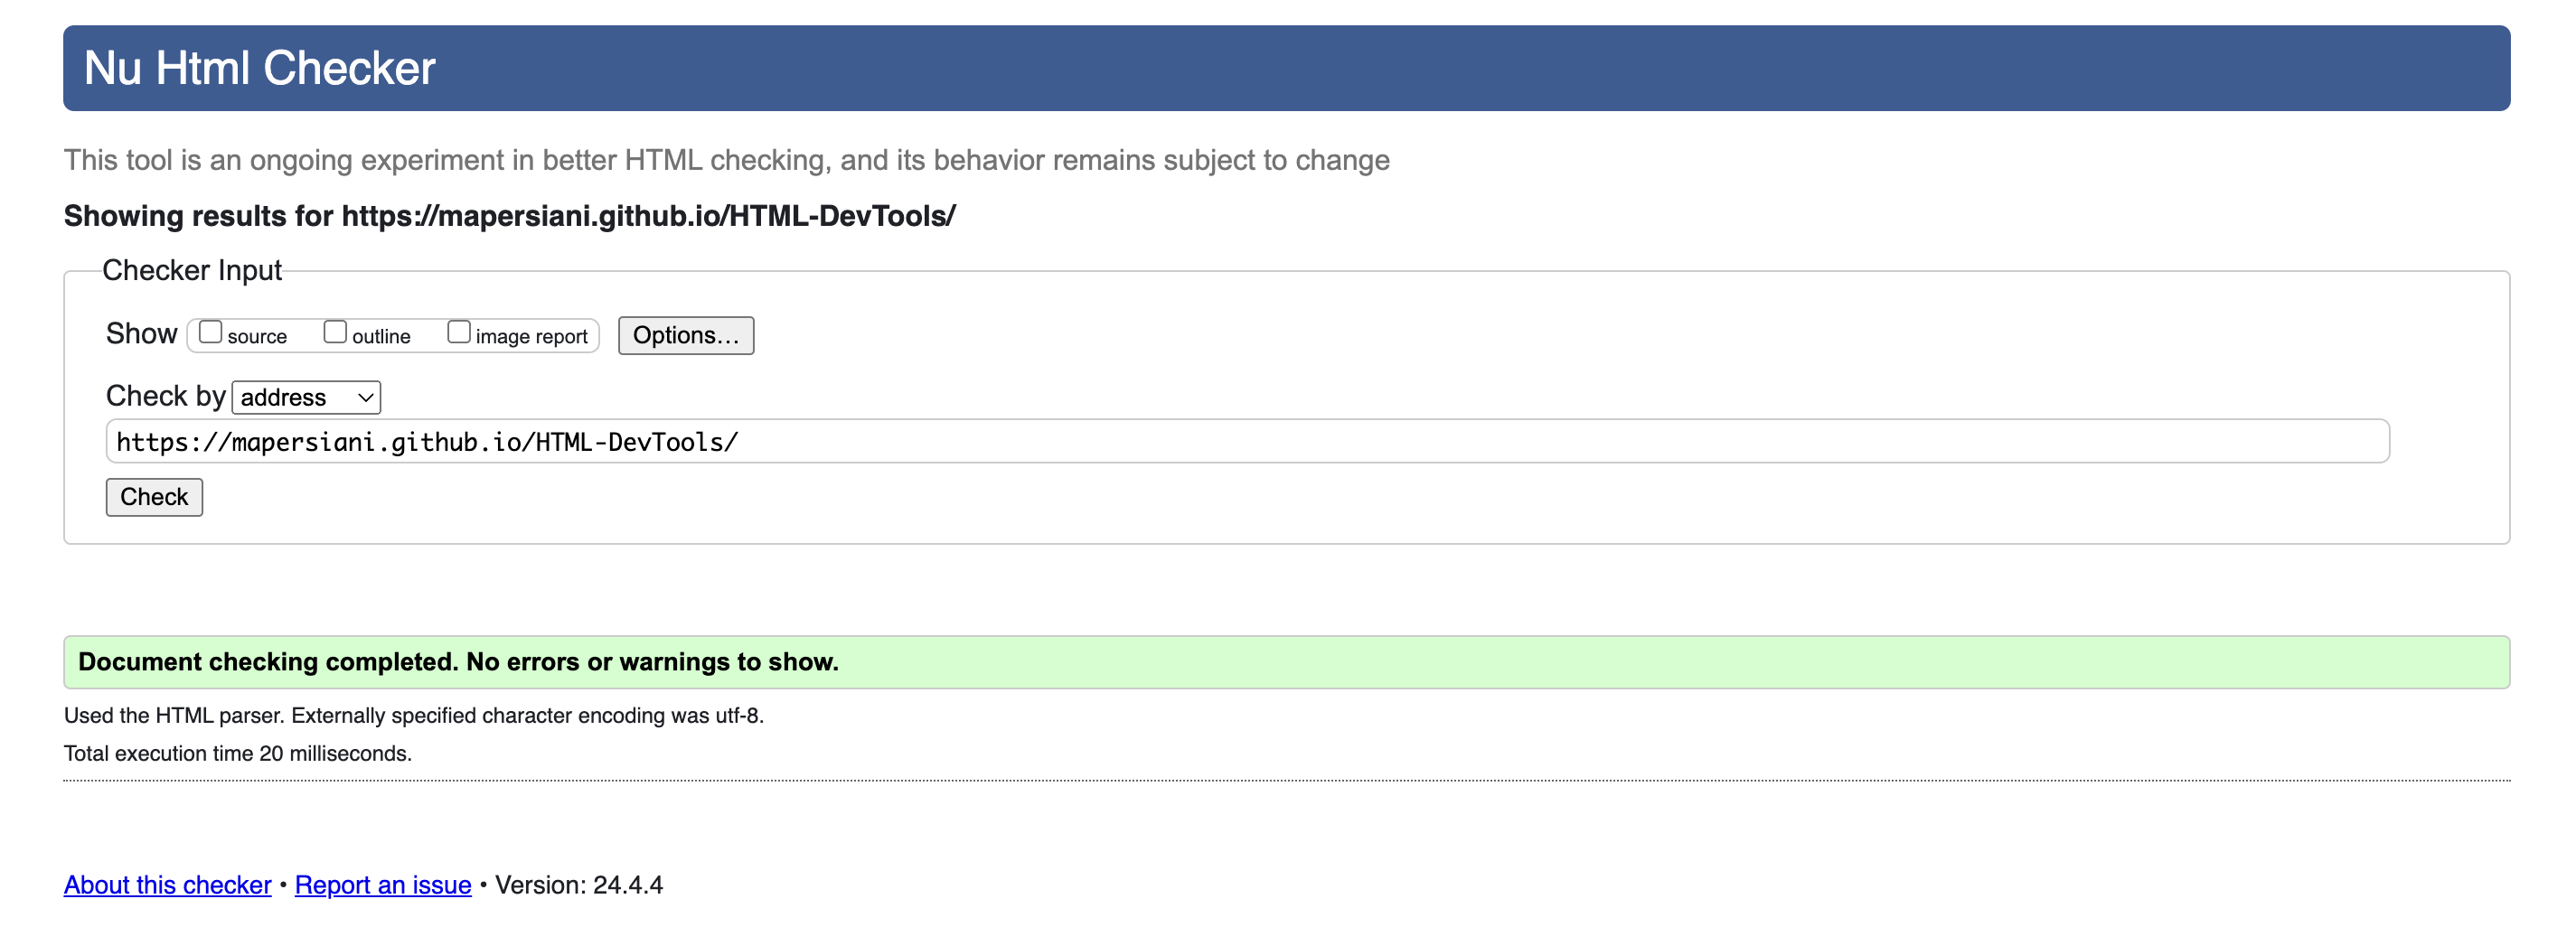 Nu Html Checker
This tool is an ongoing experiment in better HTML checking, and its behavior remains subject to change
Showing results for https://mapersiani.github.io/HTML-DevTools/
Checker Input
Show source outline image report Options…
Check by address
https://mapersiani.github.io/HTML-DevTools/
Check
Document checking completed. No errors or warnings to show.
Used the HTML parser. Externally specified character encoding was utf-8.
Total execution time 20 milliseconds.
About this checker • Report an issue • Version: 24.4.4